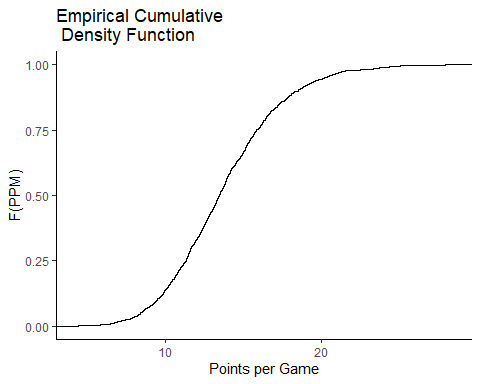 Empirical Cumulative
Density Function
1.00
0.75
0.50
0.25
0.00
F(PPM)
10 20
Points per Game